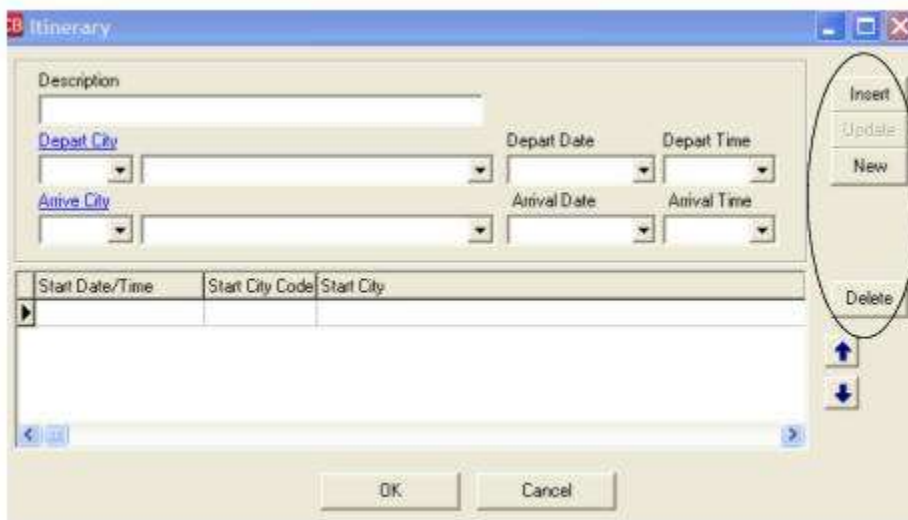 CB Itinerary
Description
Insert
Update
Depart City Depart Date Depart Time
New
Arrive City Arrival Date Arrival Time
Start Date/Time Start City Code Start City
Delete
OK Cancel